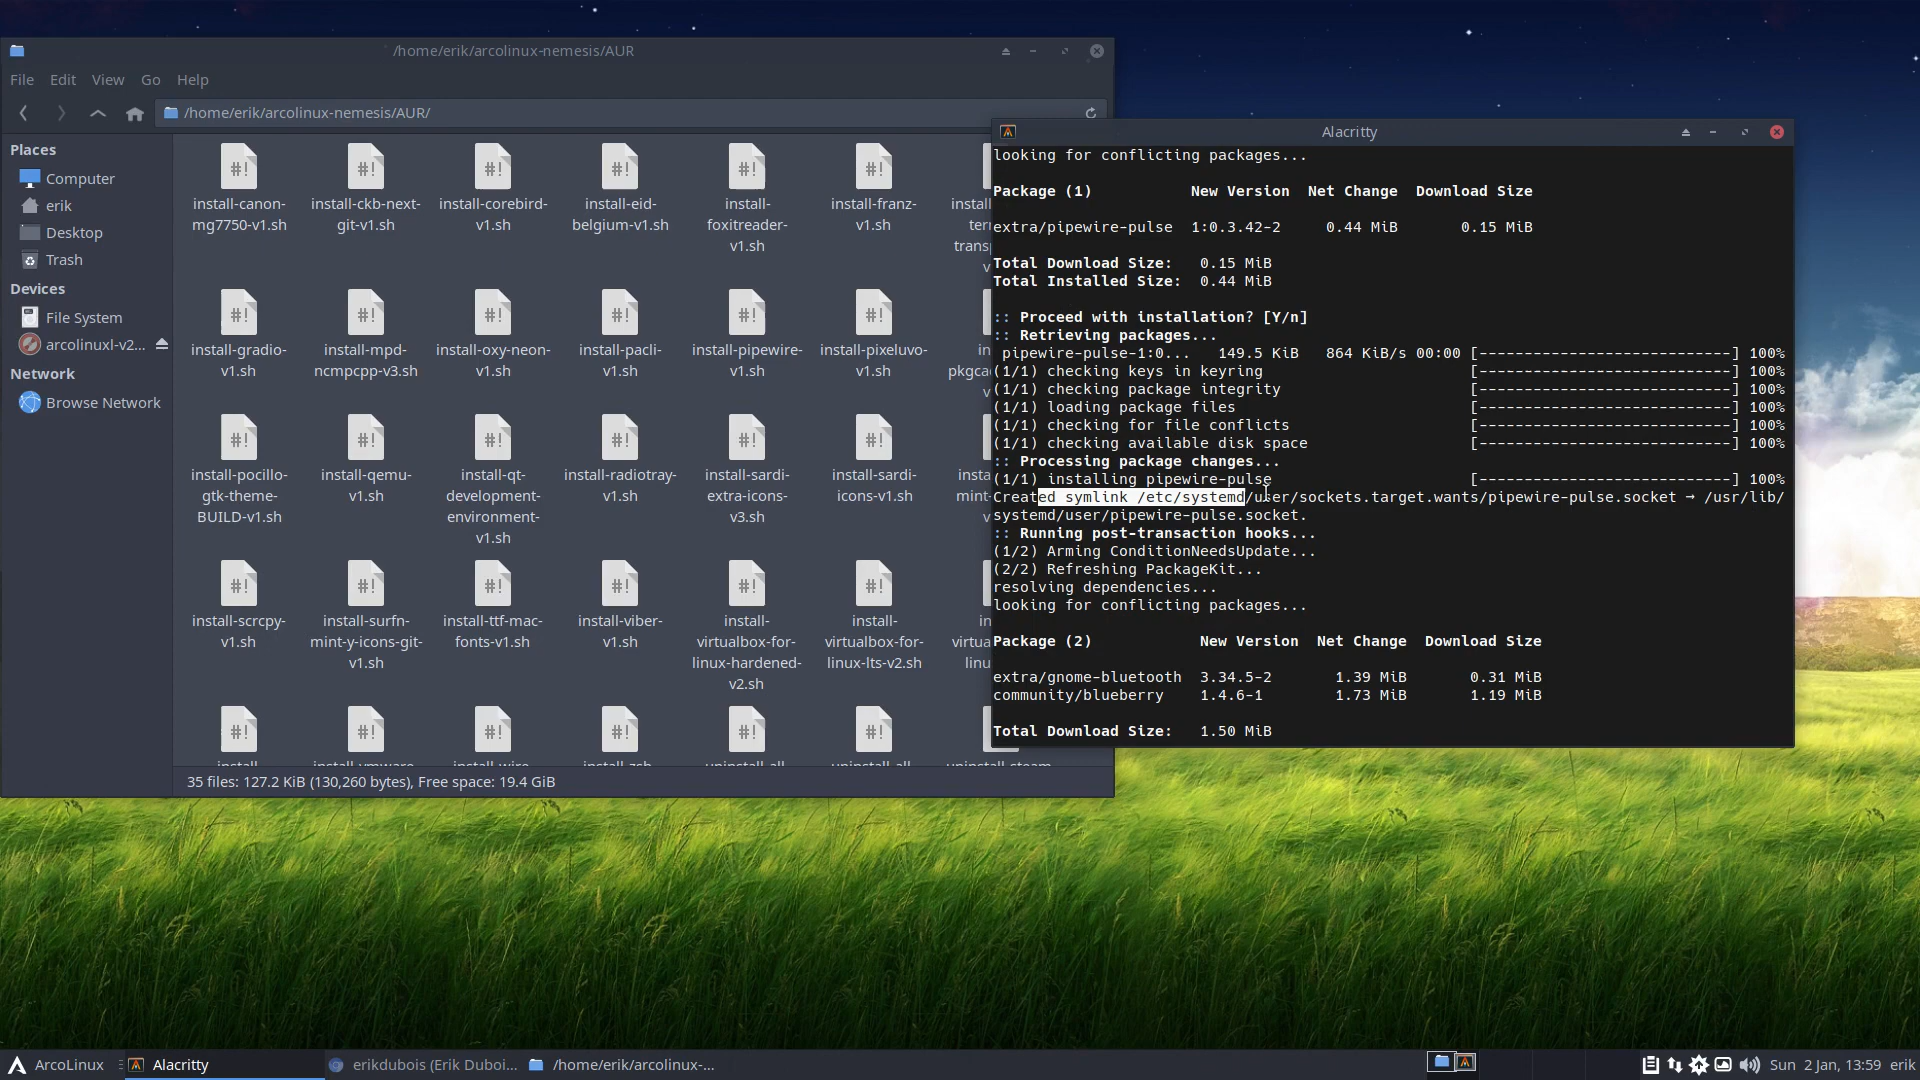 /home/erik/arcolinux-nemesis/AUR
File Edit View Go Help
/home/erik/arcolinux-nemesis/AUR/
Places
Computer
erik
Desktop
Trash
Devices
File System
arcolinuxl-v2...
Network
Browse Network
install-canon-
mg7750-v1.sh
install-ckb-next-
git-v1.sh
install-corebird-
v1.sh
install-eid-
belgium-v1.sh
install-
foxitreader-
v1.sh
install-franz-
v1.sh
install-gradio-
v1.sh
install-mpd-
ncmpcpp-v3.sh
install-oxy-neon-
v1.sh
install-pacli-
v1.sh
install-pipewire-
v1.sh
install-pixeluvo-
v1.sh
install-pocillo-
gtk-theme-
BUILD-v1.sh
install-qemu-
v1.sh
install-qt-
development-
environment-
v1.sh
install-radiotray-
v1.sh
install-sardi-
extra-icons-
v3.sh
install-sardi-
icons-v1.sh
install-scrcpy-
v1.sh
install-surfn-
mint-y-icons-git-
v1.sh
install-ttf-mac-
fonts-v1.sh
install-viber-
v1.sh
install-
virtualbox-for-
linux-hardened-
v2.sh
install-
virtualbox-for-
linux-lts-v2.sh
35 files: 127.2 KiB (130,260 bytes), Free space: 19.4 GiB
Alacritty
looking for conflicting packages...
Package (1) New Version Net Change Download Size
extra/pipewire-pulse 1:0.3.42-2 0.44 MiB 0.15 MiB
Total Download Size: 0.15 MiB
Total Installed Size: 0.44 MiB
:: Proceed with installation? [Y/n]
:: Retrieving packages...
pipewire-pulse-1:0... 149.5 KiB 864 KiB/s 00:00 [----------------------------] 100%
(1/1) checking keys in keyring [----------------------------] 100%
(1/1) checking package integrity [----------------------------] 100%
(1/1) loading package files [----------------------------] 100%
(1/1) checking for file conflicts [----------------------------] 100%
(1/1) checking available disk space [----------------------------] 100%
:: Processing package changes...
(1/1) installing pipewire-pulse [----------------------------] 100%
Created symlink /etc/systemd/user/sockets.target.wants/pipewire-pulse.socket → /usr/lib/
systemd/user/pipewire-pulse.socket.
:: Running post-transaction hooks...
(1/2) Arming ConditionNeedsUpdate...
(2/2) Refreshing PackageKit...
resolving dependencies...
looking for conflicting packages...
Package (2) New Version Net Change Download Size
extra/gnome-bluetooth 3.34.5-2 1.39 MiB 0.31 MiB
community/blueberry 1.4.6-1 1.73 MiB 1.19 MiB
Total Download Size: 1.50 MiB
ArcoLinux
Alacritty
erikdubois (Erik Duboi...
/home/erik/arcolinux-...
Sun 2 Jan, 13:59 erik